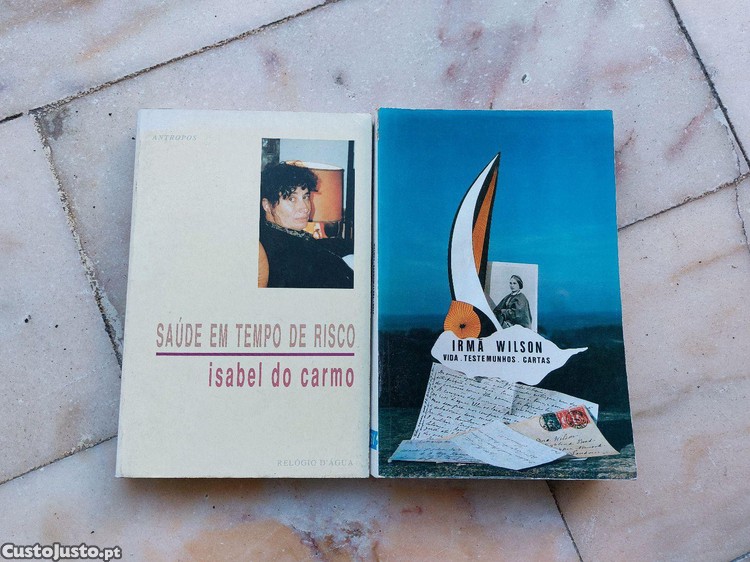 ANTROPOS
SAÚDE EM TEMPO DE RISCO
isabel do carmo
RELÓGIO D'ÁGUA
IRMÃ WILSON
VIDA . TESTEMUNHOS . CARTAS
CustoJusto.pt